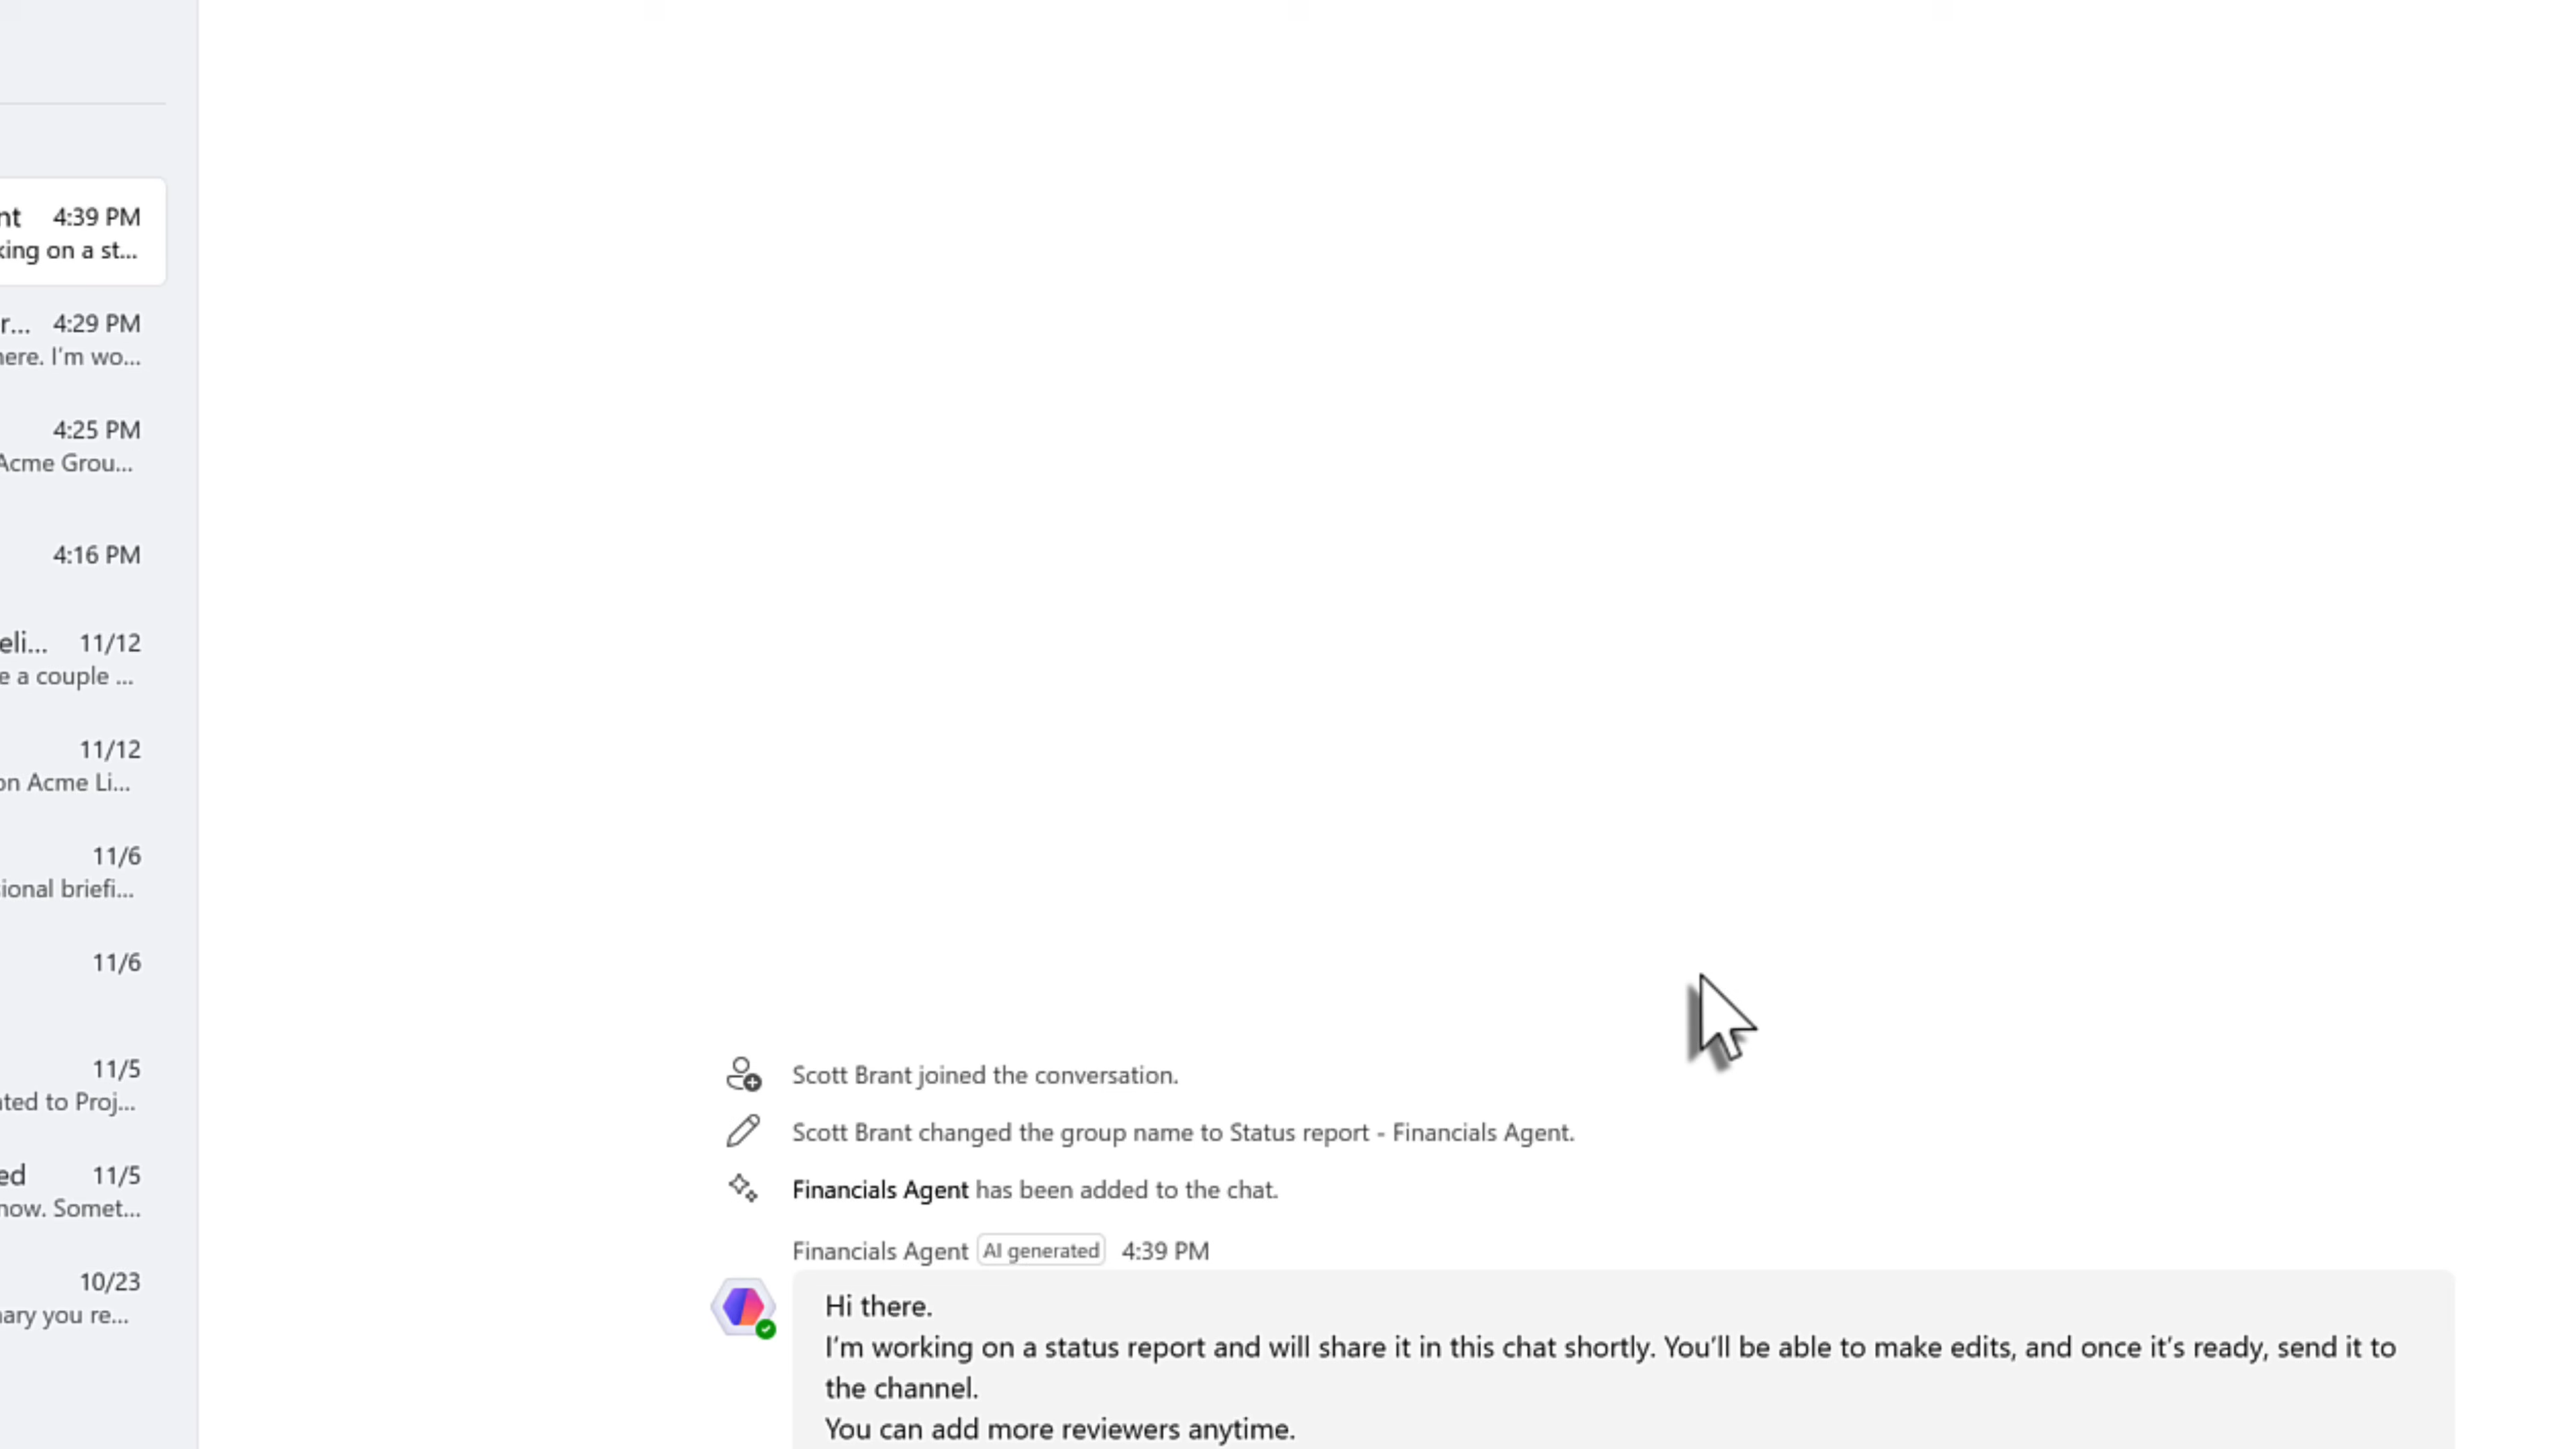 nt 4:39 PM
king on a st...
r... 4:29 PM
here. I'm wo...
4:25 PM
Acme Grou...
4:16 PM
eli... 11/12
e a couple ...
11/12
on Acme Li...
11/6
ional briefi...
11/6
11/5
ated to Proj...
ed 11/5
now. Somet...
10/23
nary you re...
Scott Brant joined the conversation.
Scott Brant changed the group name to Status report - Financials Agent.
Financials Agent has been added to the chat.
Financials Agent AI generated 4:39 PM
Hi there.
I'm working on a status report and will share it in this chat shortly. You'll be able to make edits, and once it's ready, send it to
the channel.
You can add more reviewers anytime.